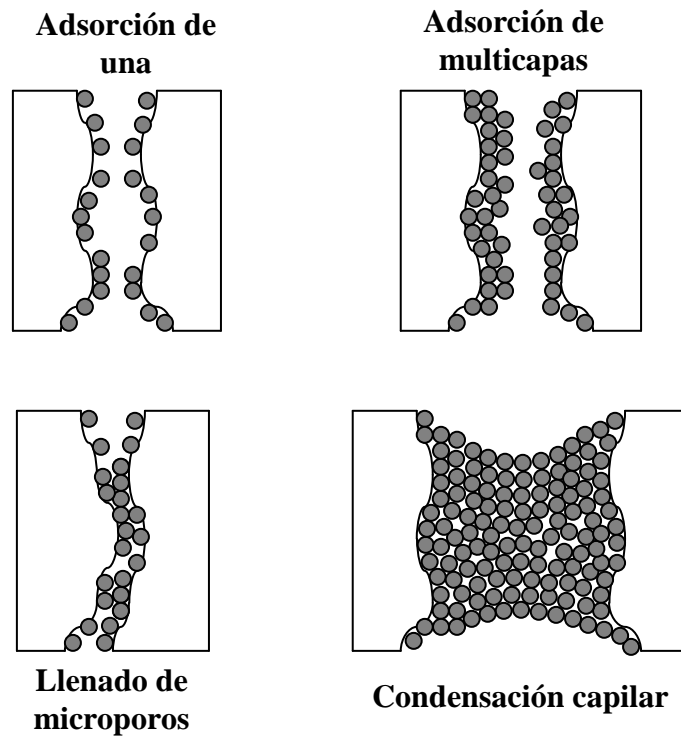 Adsorción de
una
Adsorción de
multicapas
Llenado de
microporos
Condensación capilar